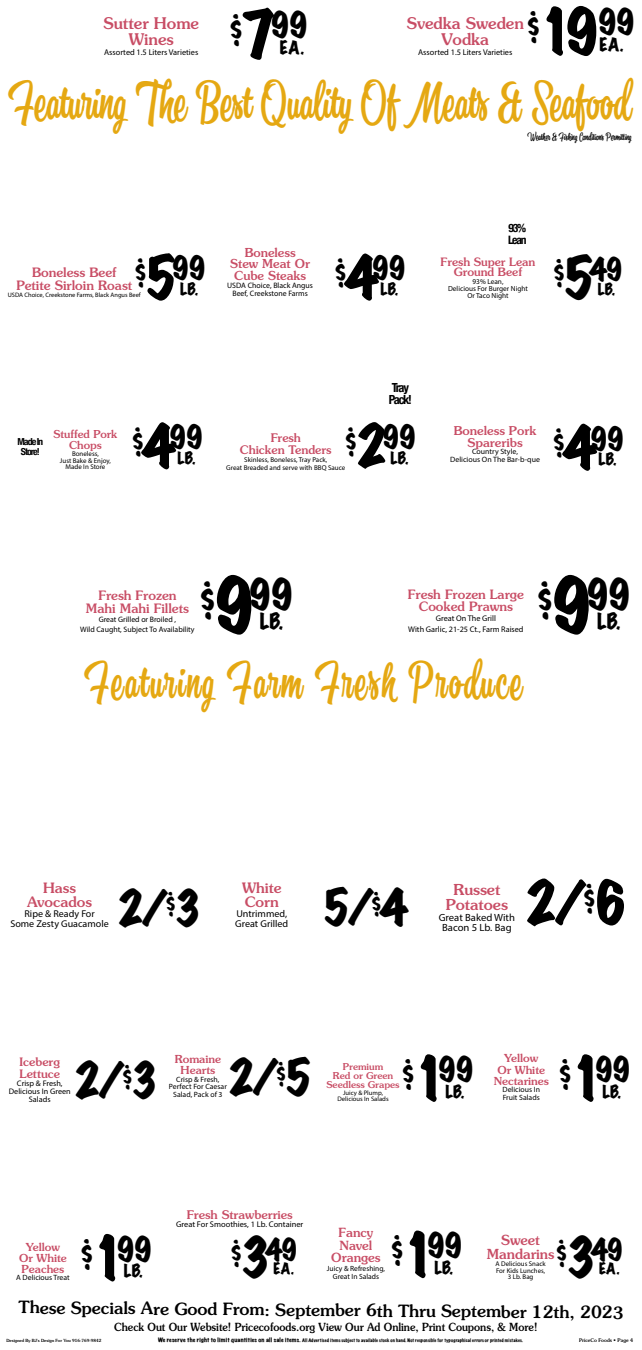 Sutter Home
Wines
Assorted 1.5 Liters Varieties
$7.99 EA.
Svedka Sweden
Vodka
Assorted 1.5 Liters Varieties
$19.99 EA.
Featuring The Best Quality Of Meats & Seafood
Weather & Fishing Conditions Permitting
Boneless Beef
Petite Sirloin Roast
USDA Choice, Creekstone Farms, Black Angus Beef
$5.99 LB.
Boneless
Stew Meat Or
Cube Steaks
USDA Choice, Black Angus
Beef, Creekstone Farms
$4.99 LB.
93%
Lean
Fresh Super Lean
Ground Beef
93% Lean,
Delicious For Burger Night
Or Taco Night
$5.49 LB.
Made In
Store!
Stuffed Pork
Chops
Boneless,
Just Bake & Enjoy,
Made In Store
$4.99 LB.
Tray
Pack!
Fresh
Chicken Tenders
Skinless, Boneless, Tray Pack,
Great Breaded and serve with BBQ Sauce
$2.99 LB.
Boneless Pork
Spareribs
Country Style,
Delicious On The Bar-b-que
$4.99 LB.
Fresh Frozen
Mahi Mahi Fillets
Great Grilled or Broiled ,
Wild Caught, Subject To Availability
$9.99 LB.
Fresh Frozen Large
Cooked Prawns
Great On The Grill
With Garlic, 21-25 Ct., Farm Raised
$9.99 LB.
Featuring Farm Fresh Produce
Hass
Avocados
Ripe & Ready For
Some Zesty Guacamole
2/$3
White
Corn
Untrimmed,
Great Grilled
5/$4
Russet
Potatoes
Great Baked With
Bacon 5 Lb. Bag
2/$6
Iceberg
Lettuce
Crisp & Fresh,
Delicious In Green
Salads
2/$3
Romaine
Hearts
Crisp & Fresh,
Perfect For Caesar
Salad, Pack of 3
2/$5
Premium
Red or Green
Seedless Grapes
Juicy & Plump,
Delicious In Salads
$1.99 LB.
Yellow
Or White
Nectarines
Delicious In
Fruit Salads
$1.99 LB.
Yellow
Or White
Peaches
A Delicious Treat
$1.99 LB.
Fresh Strawberries
Great For Smoothies, 1 Lb. Container
$3.49 EA.
Fancy
Navel
Oranges
Juicy & Refreshing,
Great In Salads
$1.99 LB.
Sweet
Mandarins
A Delicious Snack
For Kids Lunches,
3 Lb. Bag
$3.49 EA.
These Specials Are Good From: September 6th Thru September 12th, 2023
Check Out Our Website! Pricecofoods.org View Our Ad Online, Print Coupons, & More!
Designed By BJ's Design For You 916-769-9842
We reserve the right to limit quantities on all sale items. All Advertised items subject to available stock on hand. Not responsible for typographical errors or printed mistakes.
PriceCo Foods • Page 4